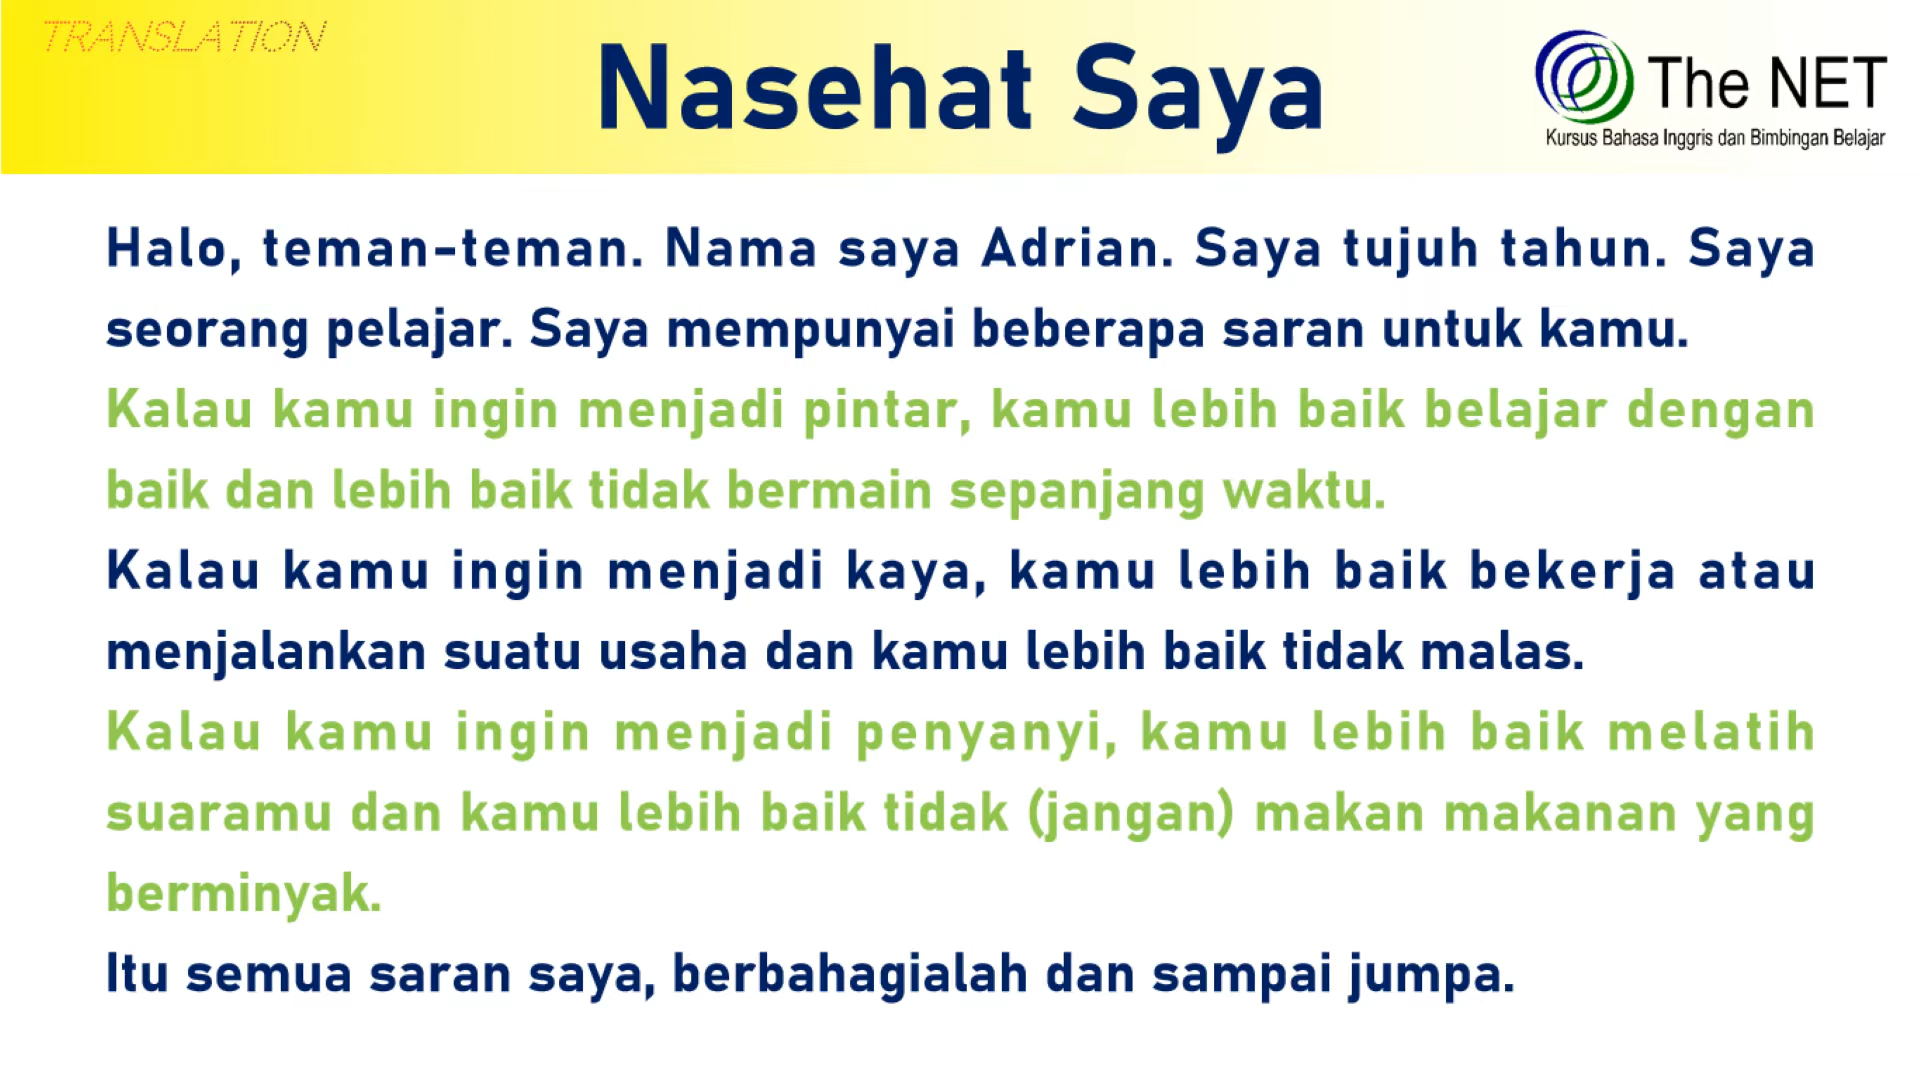 TRANSLATION
Nasehat Saya
The NET
Kursus Bahasa Inggris dan Bimbingan Belajar
Halo, teman-teman. Nama saya Adrian. Saya tujuh tahun. Saya
seorang pelajar. Saya mempunyai beberapa saran untuk kamu.
Kalau kamu ingin menjadi pintar, kamu lebih baik belajar dengan
baik dan lebih baik tidak bermain sepanjang waktu.
Kalau kamu ingin menjadi kaya, kamu lebih baik bekerja atau
menjalankan suatu usaha dan kamu lebih baik tidak malas.
Kalau kamu ingin menjadi penyanyi, kamu lebih baik melatih
suaramu dan kamu lebih baik tidak (jangan) makan makanan yang
berminyak.
Itu semua saran saya, berbahagialah dan sampai jumpa.